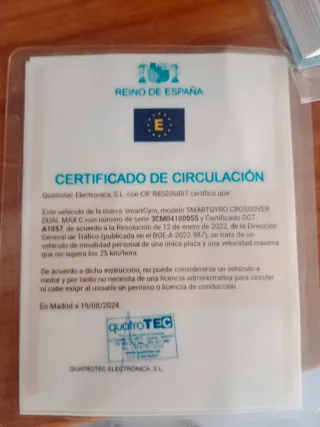 REINO DE ESPAÑA
E
CERTIFICADO DE CIRCULACIÓN
Quatrotec Electrónica, S.L. con CIF B85036887 certifica que:
Este vehículo de la marca smartGyro, modelo SMARTGYRO CROSSOVER
DUAL MAX C con número de serie 3CM04100055 y Certificado DGT
A1057, de acuerdo a la Resolución de 12 de enero de 2022, de la Dirección
General de Tráfico (publicada en el BOE-A-2022-987), se trata de un
vehículo de movilidad personal de una única plaza y una velocidad máxima
que no supera los 25 km/hora.
De acuerdo a dicha instrucción, no puede considerarse un vehículo a
motor y por tanto no necesita de una licencia administrativa para circular
ni cabe exigir al usuario un permiso o licencia de conducción.
En Madrid a 19/08/2024.
quatroTEC
QUATROTEC ELECTRÓNICA, S.L.